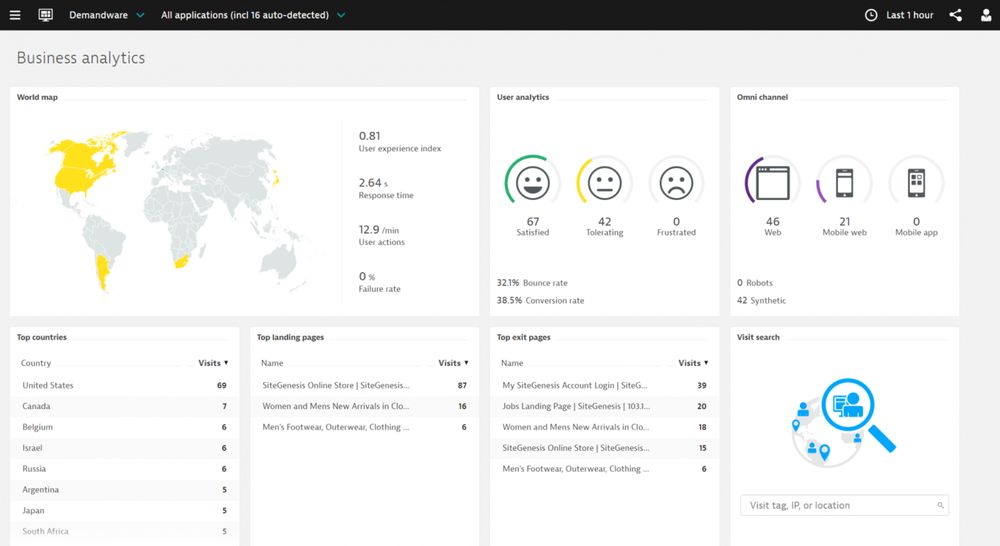 Demandware
All applications (incl 16 auto-detected)
Last 1 hour
Business analytics
World map
0.81
User experience index
2.64 s
Response time
12.9 /min
User actions
0 %
Failure rate
User analytics
67
Satisfied
42
Tolerating
0
Frustrated
32.1% Bounce rate
38.5% Conversion rate
Omni channel
46
Web
21
Mobile web
0
Mobile app
0 Robots
42 Synthetic
Top countries
Country Visits ▼
United States 69
Canada 7
Belgium 6
Israel 6
Russia 6
Argentina 5
Japan 5
South Africa 5
Top landing pages
Name Visits ▼
SiteGenesis Online Store | SiteGenesis... 87
Women and Mens New Arrivals in Clo... 16
Men's Footwear, Outerwear, Clothing ... 6
Top exit pages
Name Visits ▼
My SiteGenesis Account Login | SiteG... 39
Jobs Landing Page | SiteGenesis | 103.1... 20
Women and Mens New Arrivals in Clo... 18
SiteGenesis Online Store | SiteGenesis... 15
Men's Footwear, Outerwear, Clothing ... 6
Visit search
Visit tag, IP, or location